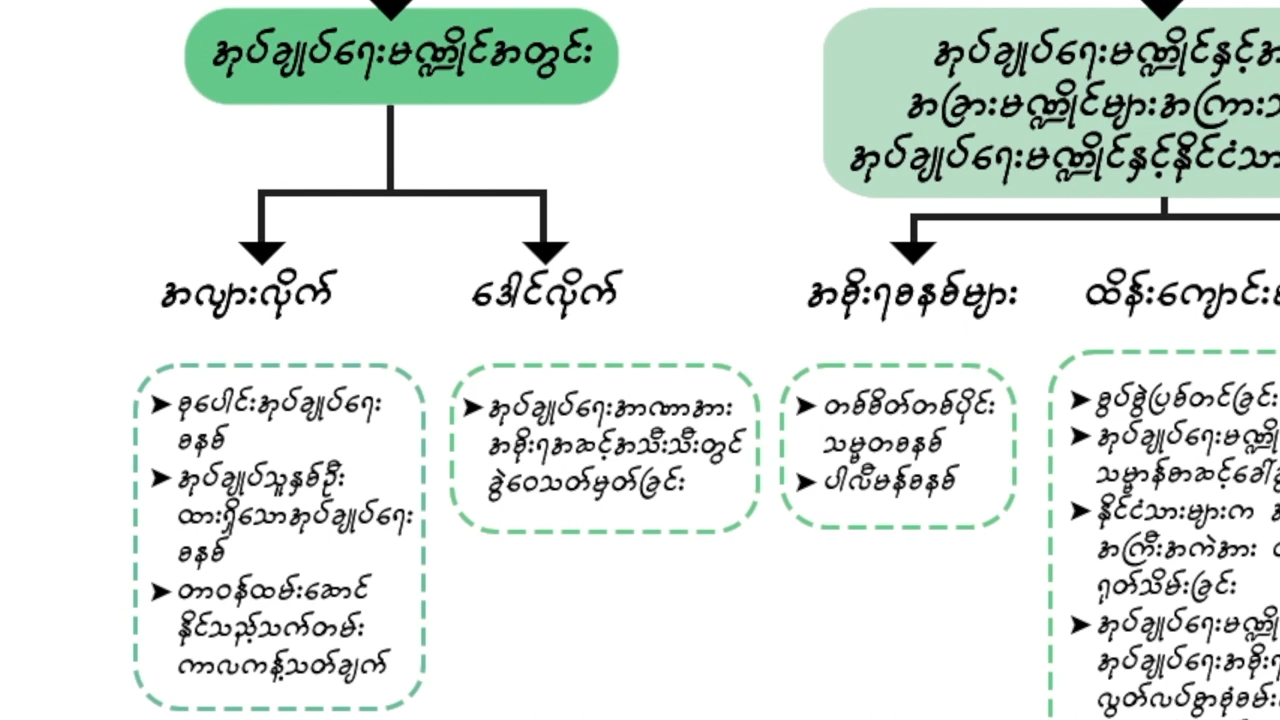 အုပ်ချုပ်ရေးမဏ္ဍိုင်အတွင်း
အလျားလိုက်
ဒေါင်လိုက်
စုပေါင်းအုပ်ချုပ်ရေး
စနစ်
အုပ်ချုပ်သူနှစ်ဦး
ထားရှိသောအုပ်ချုပ်ရေး
စနစ်
တာဝန်ထမ်းဆောင်
နိုင်သည့်သက်တမ်း
ကာလကန့်သတ်ချက်
အုပ်ချုပ်ရေးအာဏာအား
အစိုးရအဆင့်အသီးသီးတွင်
ခွဲဝေသတ်မှတ်ခြင်း
အုပ်ချုပ်ရေးမဏ္ဍိုင်နှင့်
အခြားမဏ္ဍိုင်များအကြား
အုပ်ချုပ်ရေးမဏ္ဍိုင်နှင့်နိုင်ငံသား
အစိုးရစနစ်များ
ထိန်းကျောင်း
တစ်စိတ်တစ်ပိုင်း
သမ္မတစနစ်
ပါလီမန်စနစ်
စွပ်စွဲပြစ်တင်ခြင်း
အုပ်ချုပ်ရေးမဏ္ဍို
သမ္မာန်စာဆင့်ခေါ်
နိုင်ငံသားများက
အကြီးအကဲအား
ရုတ်သိမ်းခြင်း
အုပ်ချုပ်ရေးမဏ္ဍို
အုပ်ချုပ်ရေးအစိုးရ
လွတ်လပ်စွာစုံစမ်း